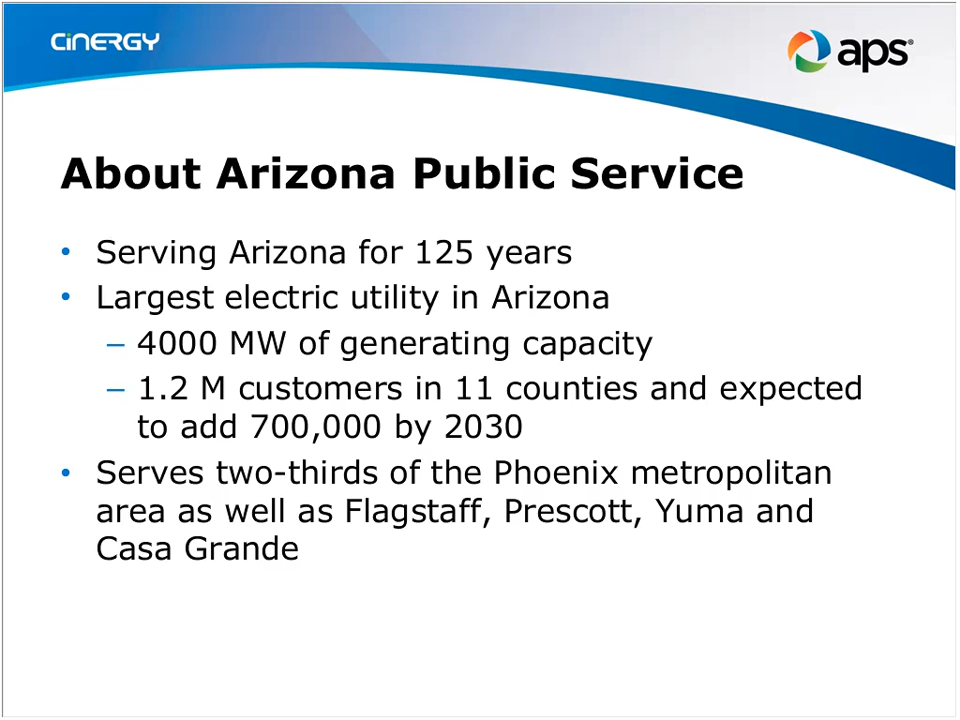 CiNERGY
aps®
About Arizona Public Service
• Serving Arizona for 125 years
• Largest electric utility in Arizona
– 4000 MW of generating capacity
– 1.2 M customers in 11 counties and expected
to add 700,000 by 2030
• Serves two-thirds of the Phoenix metropolitan
area as well as Flagstaff, Prescott, Yuma and
Casa Grande